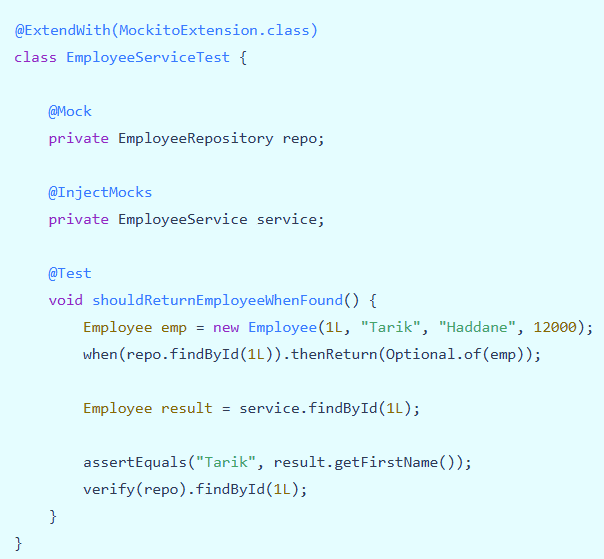 @ExtendWith(MockitoExtension.class)
class EmployeeServiceTest {
@Mock
private EmployeeRepository repo;
@InjectMocks
private EmployeeService service;
@Test
void shouldReturnEmployeeWhenFound() {
Employee emp = new Employee(1L, "Tarik", "Haddane", 12000);
when(repo.findById(1L)).thenReturn(Optional.of(emp));
Employee result = service.findById(1L);
assertEquals("Tarik", result.getFirstName());
verify(repo).findById(1L);
}
}